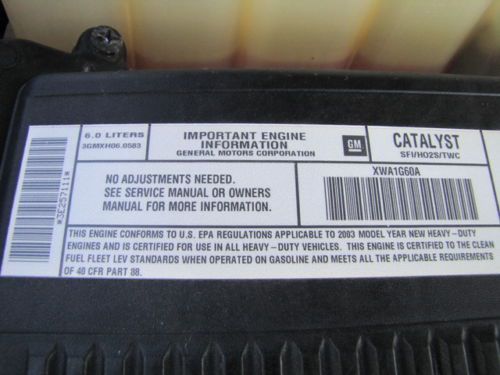 6.0 LITERS
3GMXH06.0583
IMPORTANT ENGINE
INFORMATION
GENERAL MOTORS CORPORATION
GM
CATALYST
SFI/HO2S/TWC
*3E257111*
NO ADJUSTMENTS NEEDED.
SEE SERVICE MANUAL OR OWNERS
MANUAL FOR MORE INFORMATION.
XWA1G60A
THIS ENGINE CONFORMS TO U.S. EPA REGULATIONS APPLICABLE TO 2003 MODEL YEAR NEW HEAVY-DUTY
ENGINES AND IS CERTIFIED FOR USE IN ALL HEAVY-DUTY VEHICLES. THIS ENGINE IS CERTIFIED TO THE CLEAN
FUEL FLEET LEV STANDARDS WHEN OPERATED ON GASOLINE AND MEETS ALL THE APPLICABLE REQUIREMENTS
OF 40 CFR PART 88.